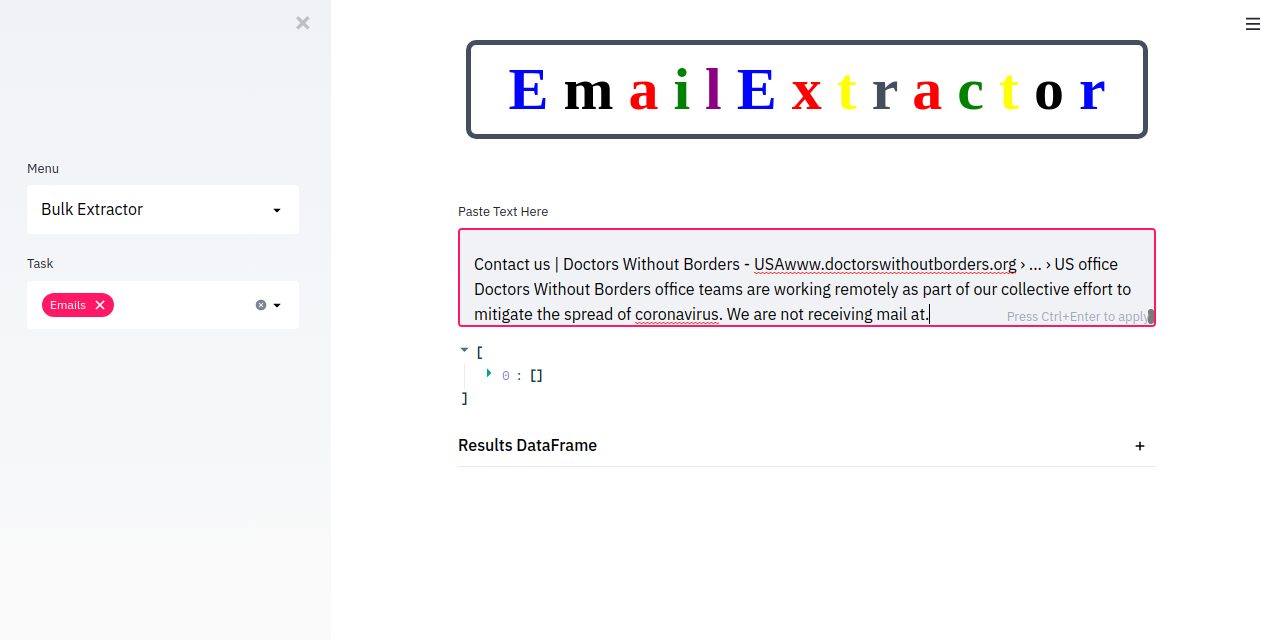 EmailExtractor
Menu
Bulk Extractor
Task
Emails
Paste Text Here
Contact us | Doctors Without Borders - USAwww.doctorswithoutborders.org › ... › US office
Doctors Without Borders office teams are working remotely as part of our collective effort to
mitigate the spread of coronavirus. We are not receiving mail at.
Press Ctrl+Enter to apply
[
0 : []
]
Results DataFrame